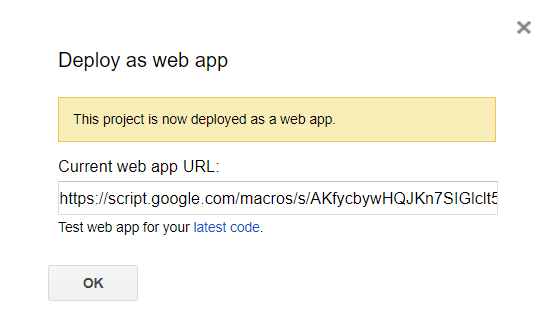 Deploy as web app
This project is now deployed as a web app.
Current web app URL:
https://script.google.com/macros/s/AKfycbywHQJKn7SIGlclt5
Test web app for your latest code.
OK